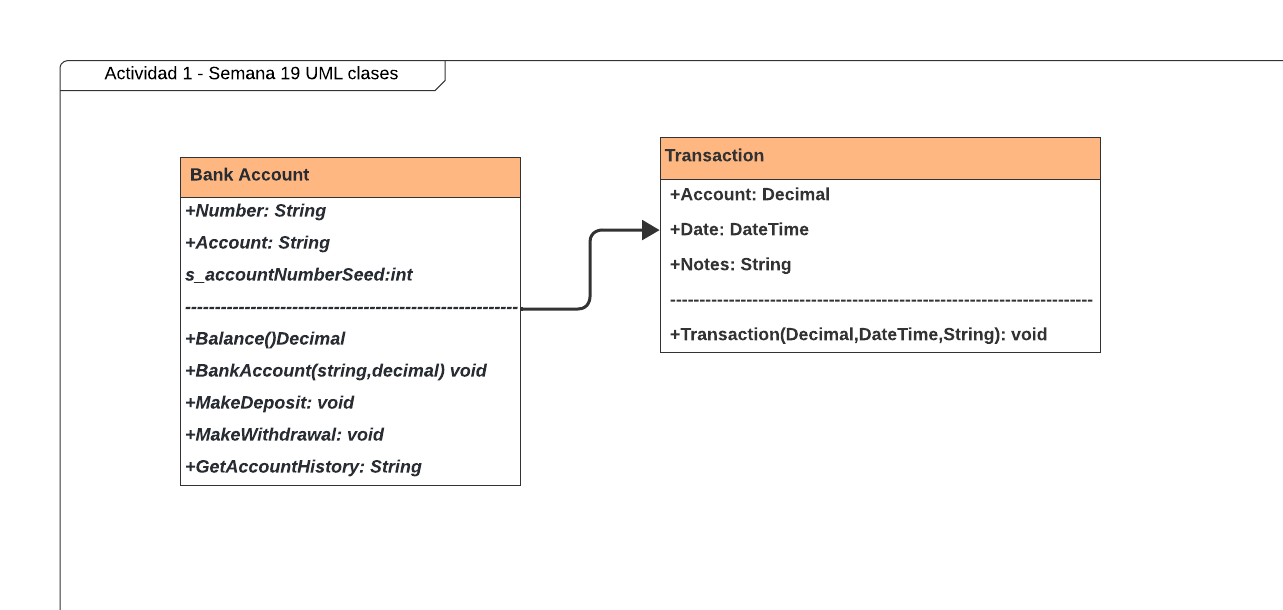 Actividad 1 - Semana 19 UML clases
Bank Account
+Number: String
+Account: String
s_accountNumberSeed:int
+Balance()Decimal
+BankAccount(string,decimal) void
+MakeDeposit: void
+MakeWithdrawal: void
+GetAccountHistory: String
Transaction
+Account: Decimal
+Date: DateTime
+Notes: String
+Transaction(Decimal,DateTime,String): void